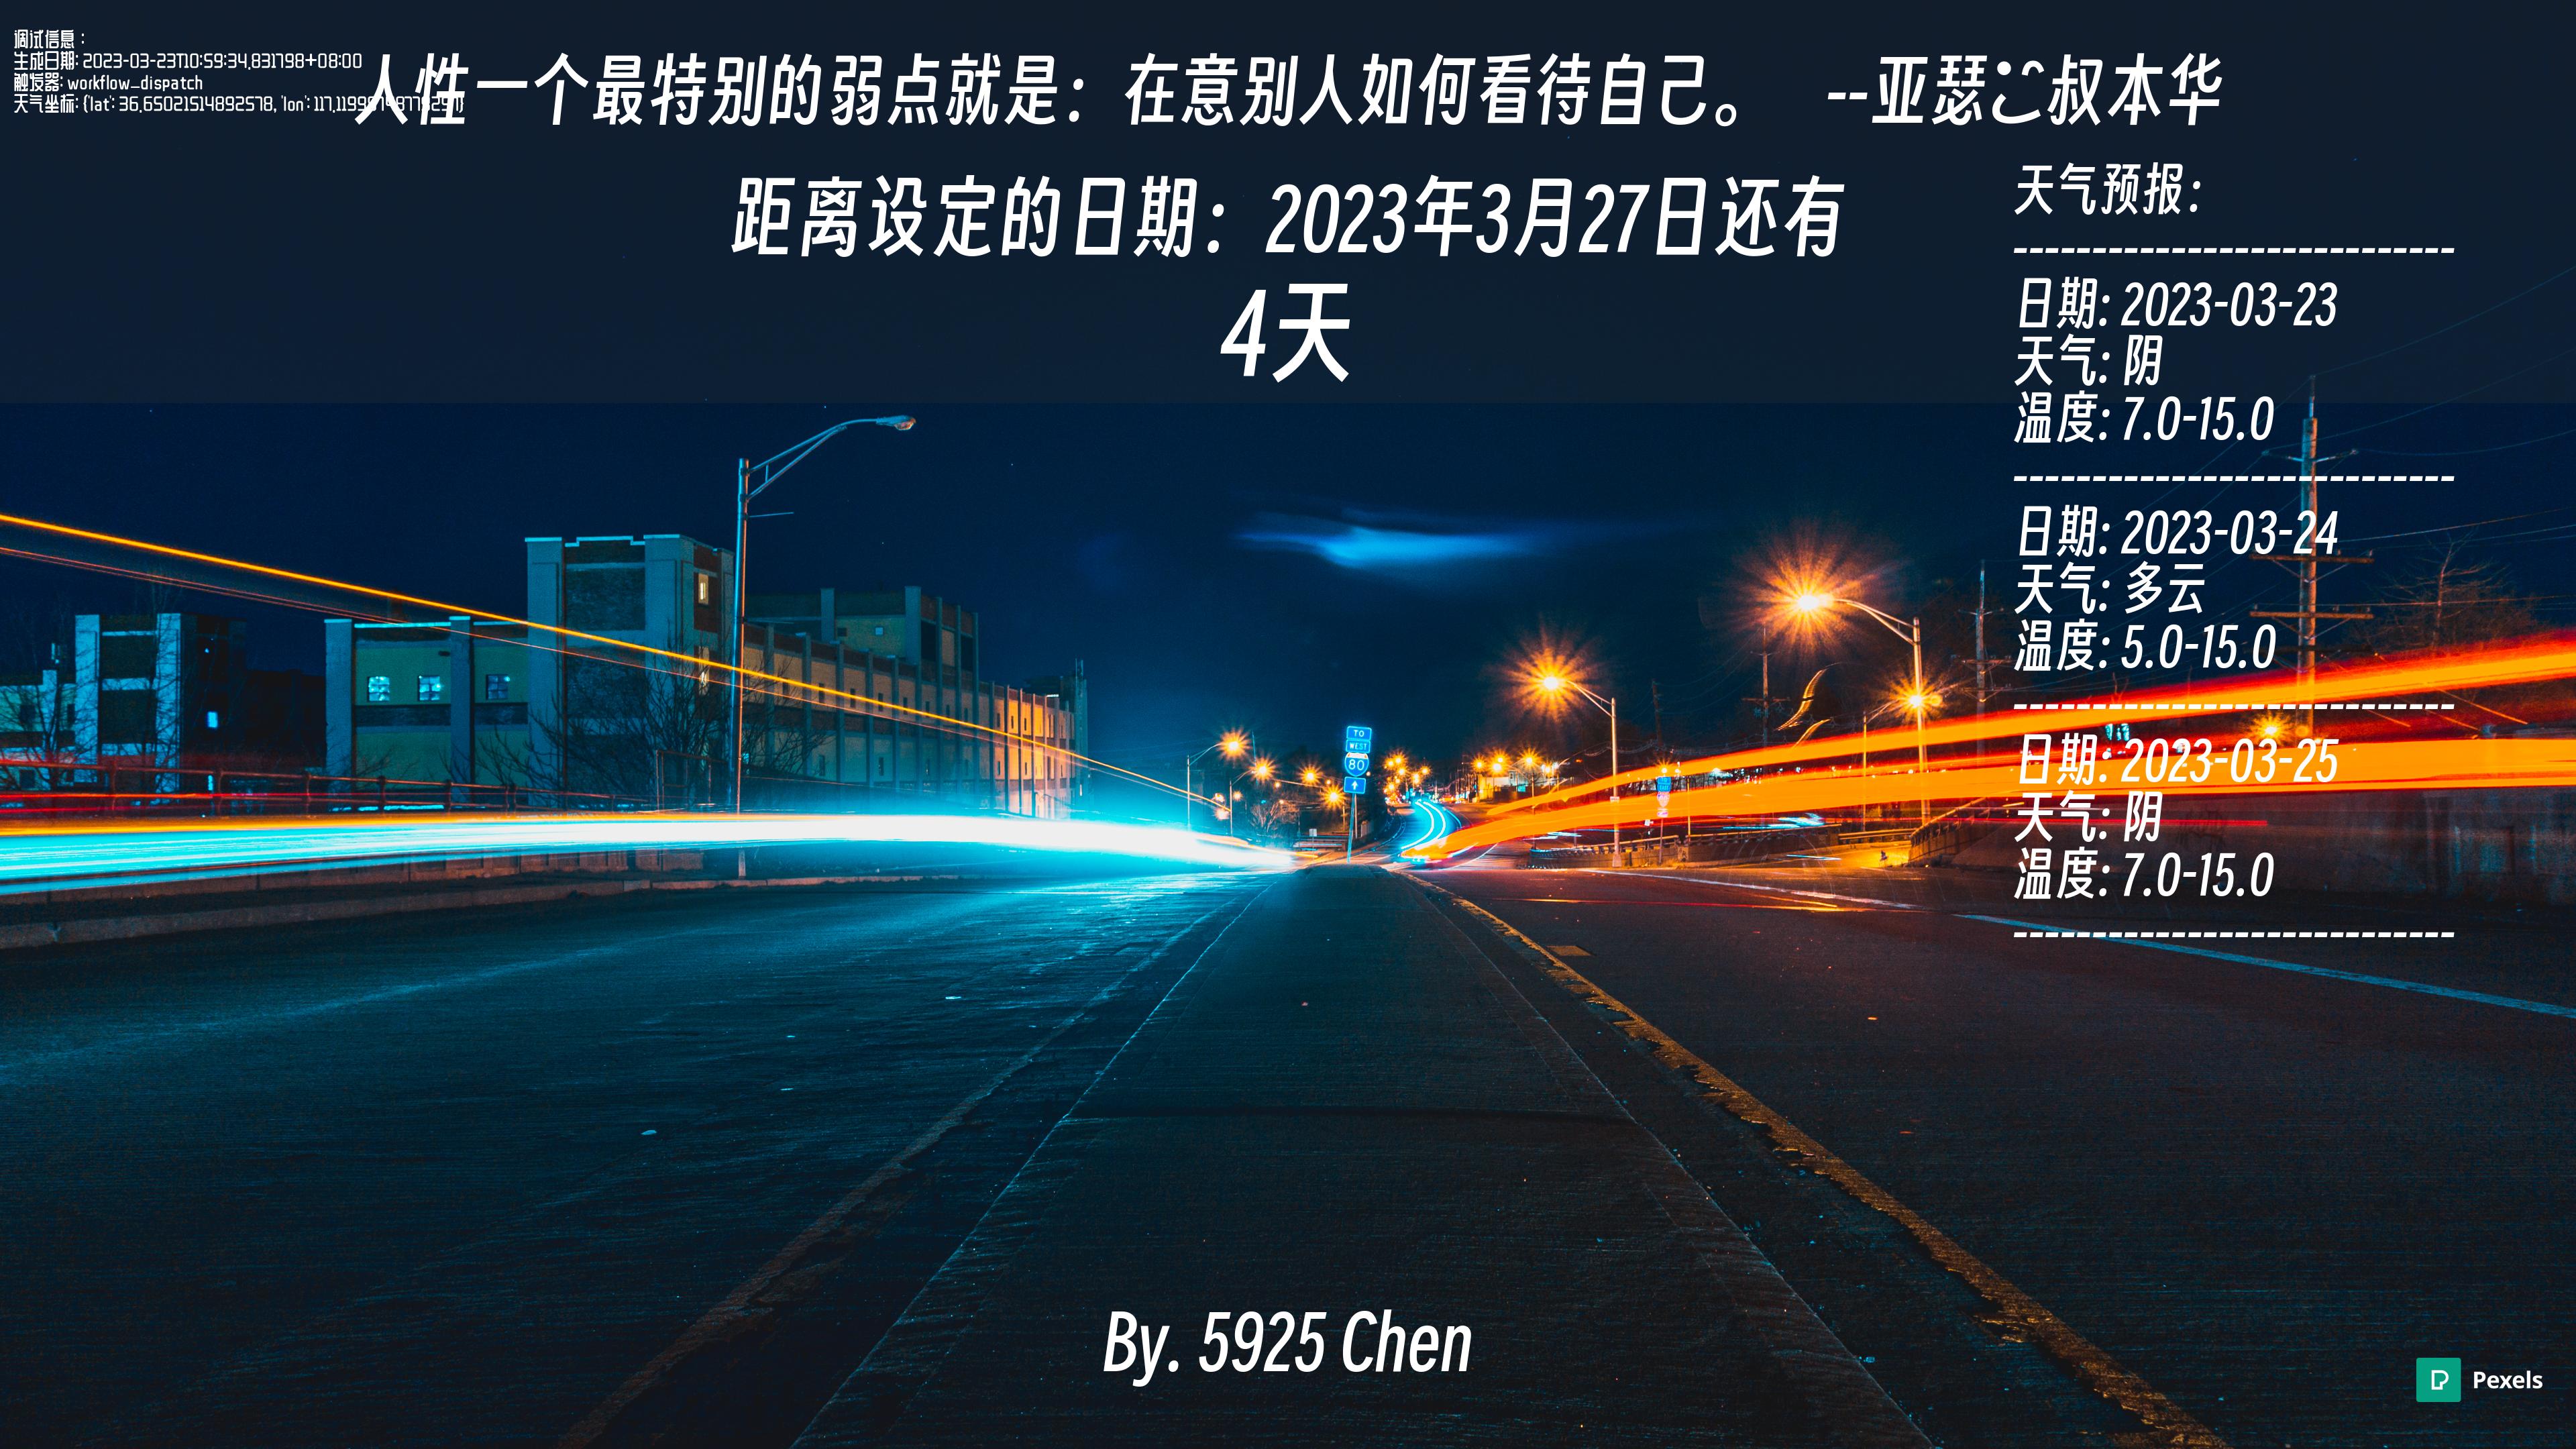 调试信息：
生成日期: 2023-03-23T10:59:34.831798+08:00
触发器: workflow_dispatch
天气坐标: {'lat': 36.65021514892578, 'lon':
人性一个最特别的弱点就是：在意别人如何看待自己。 --亚瑟叔本华
距离设定的日期：2023年3月27日还有
4天
天气预报：
----------------------------
日期: 2023-03-23
天气: 阴
温度: 7.0-15.0
----------------------------
日期: 2023-03-24
天气: 多云
温度: 5.0-15.0
----------------------------
日期: 2023-03-25
天气: 阴
温度: 7.0-15.0
----------------------------
TO
WEST
80
By. 5925 Chen
Pexels